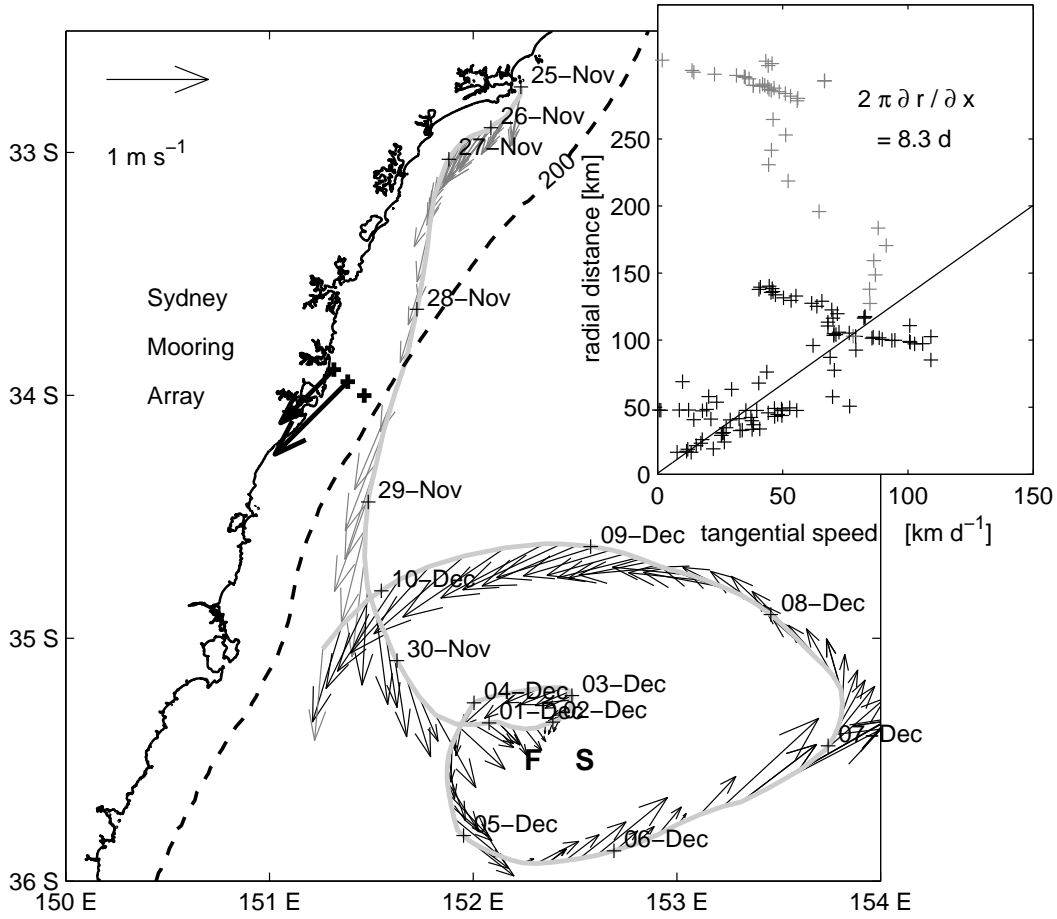 1 m s−1
Sydney
Mooring
Array
25−Nov
26−Nov
27−Nov
200
28−Nov
29−Nov
30−Nov
09−Dec
10−Dec
08−Dec
04−Dec
03−Dec
01−Dec
02−Dec
07−Dec
05−Dec
06−Dec
F S
33 S
34 S
35 S
36 S
150 E 151 E 152 E 153 E 154 E
2 π ∂ r / ∂ x
= 8.3 d
radial distance [km]
250
200
150
100
50
0
0 50 100 150
tangential speed [km d−1]